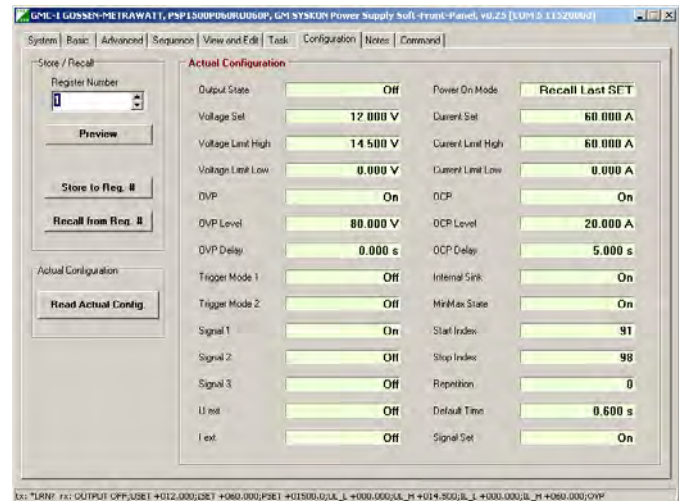 GMC-I GOSSEN-METRAWATT, PSP1500P060RU060P, GM SYSKON Power Supply Soft-Front-Panel, v0.25
System Basic Advanced Sequence View and Edit Task Configuration Notes Command
Store / Recall
Register Number
1
Preview
Store to Reg. #
Recall from Reg. #
Actual Configuration
Read Actual Config.
Actual Configuration
Output State Off Power On Mode Recall Last SET
Voltage Set 12.000 V Current Set 60.000 A
Voltage Limit High 14.500 V Current Limit High 60.000 A
Voltage Limit Low 0.000 V Current Limit Low 0.000 A
OVP On OCP On
OVP Level 80.000 V OCP Level 20.000 A
OVP Delay 0.000 s OCP Delay 5.000 s
Trigger Mode 1 Off Internal Sink On
Trigger Mode 2 Off MinMax State On
Signal 1 On Start Index 91
Signal 2 Off Stop Index 98
Signal 3 Off Repetition 0
U ext Off Default Time 0.600 s
I ext Off Signal Set On
tx: *LRN? rx: OUTPUT OFF;USET +012.000;ISET +060.000;PSET +01500.0;UL_L +000.000;UL_H +014.500;IL_L +000.000;IL_H +060.000;OVP